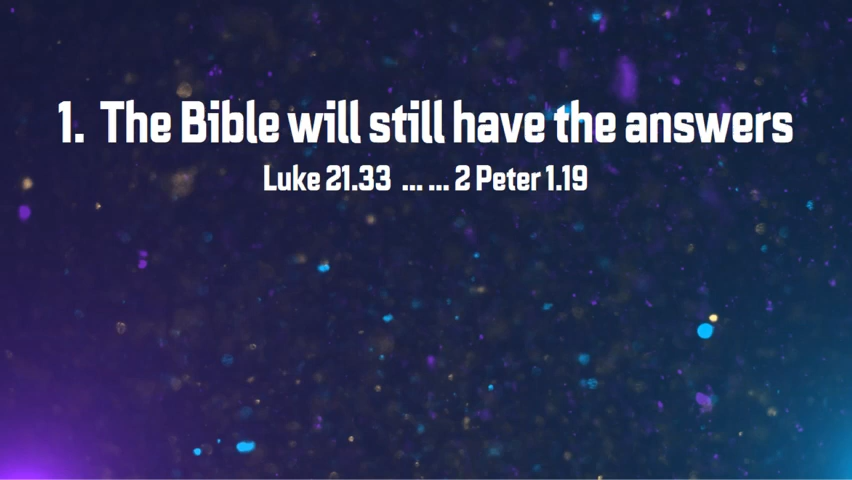 1. The Bible will still have the answers
Luke 21.33 ... ... 2 Peter 1.19